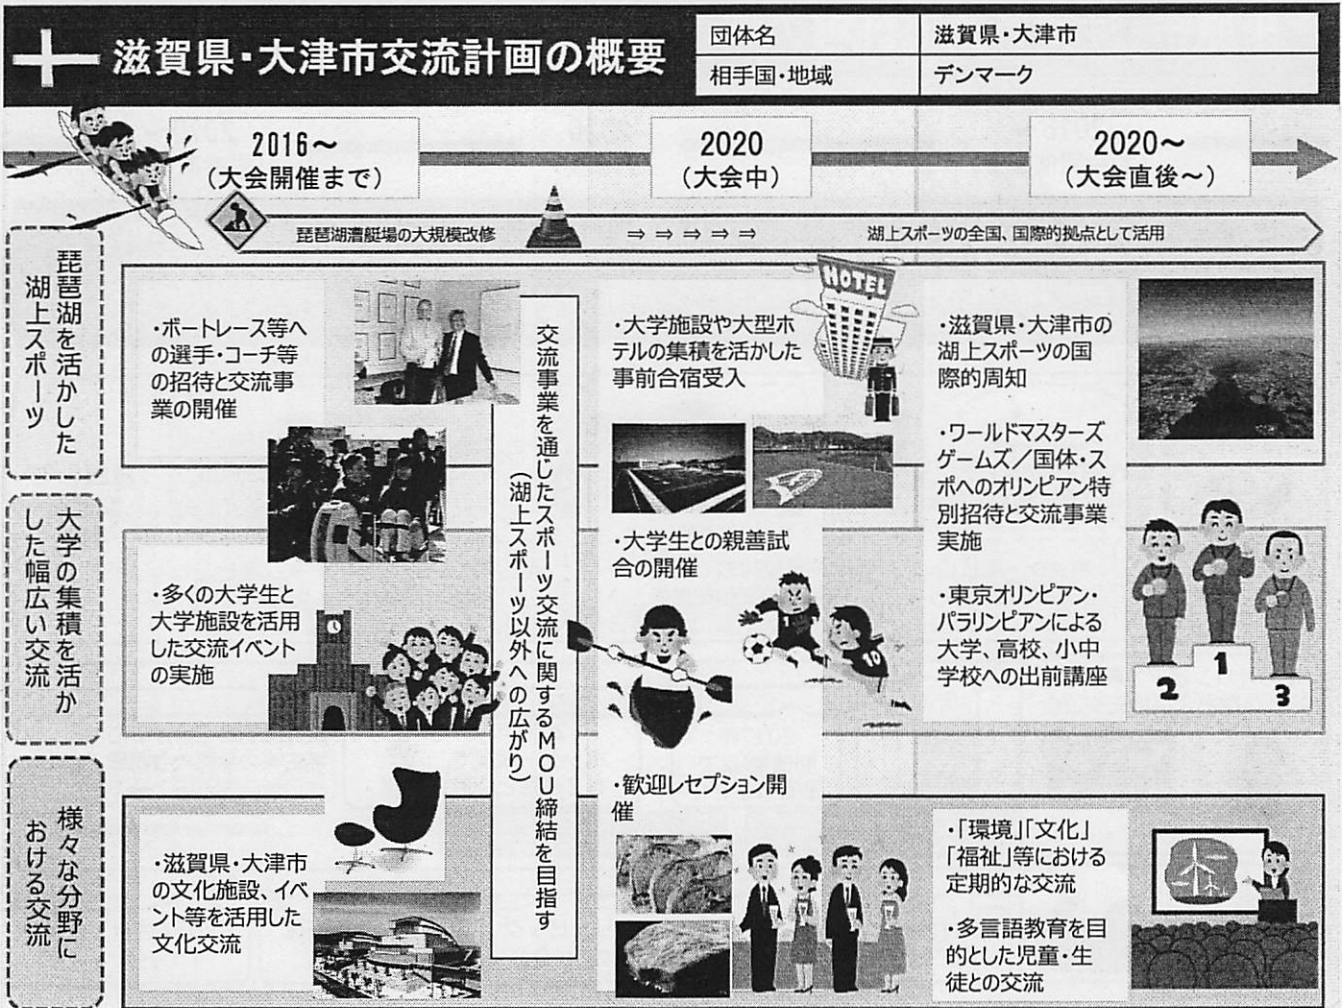 滋賀県・大津市交流計画の概要
団体名
滋賀県・大津市
相手国・地域
デンマーク
2016～
（大会開催まで）
2020
（大会中）
2020～
（大会直後～）
琵琶湖漕艇場の大規模改修
⇒ ⇒ ⇒ ⇒ ⇒
湖上スポーツの全国、国際的拠点として活用
琵琶湖を活かした
湖上スポーツ
・ボートレース等へ
の選手・コーチ等
の招待と交流事
業の開催
交流事業を通じたスポーツ交流に関するＭＯＵ締結を目指す
（湖上スポーツ以外への広がり）
・大学施設や大型ホ
テルの集積を活かした
事前合宿受入
HOTEL
・滋賀県・大津市の
湖上スポーツの国
際的周知
・ワールドマスターズ
ゲームズ／国体・ス
ポへのオリンピアン特
別招待と交流事業
実施
大学の集積を活か
した幅広い交流
・多くの大学生と
大学施設を活用
した交流イベント
の実施
・大学生との親善試
合の開催
1
10
・東京オリンピアン・
パラリンピアンによる
大学、高校、小中
学校への出前講座
1
2
3
様々な分野に
おける交流
・滋賀県・大津市
の文化施設、イベ
ント等を活用した
文化交流
・歓迎レセプション開
催
・「環境」「文化」
「福祉」等における
定期的な交流
・多言語教育を目
的とした児童・生
徒との交流